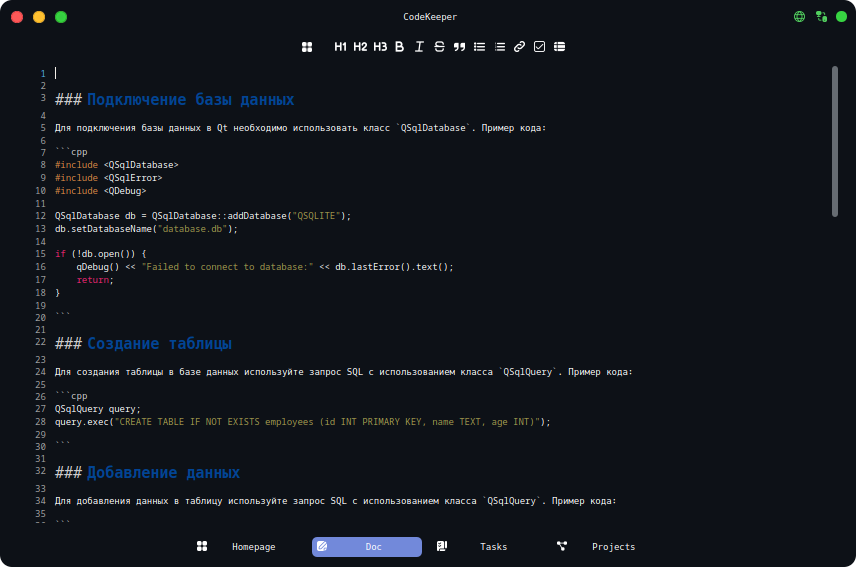 CodeKeeper
H1 H2 H3 B I S
1
2
3 ### Подключение базы данных
4
5 Для подключения базы данных в Qt необходимо использовать класс `QSqlDatabase`. Пример кода:
6
7 ```cpp
8 #include <QSqlDatabase>
9 #include <QSqlError>
10 #include <QDebug>
11
12 QSqlDatabase db = QSqlDatabase::addDatabase("QSQLITE");
13 db.setDatabaseName("database.db");
14
15 if (!db.open()) {
16     qDebug() << "Failed to connect to database:" << db.lastError().text();
17     return;
18 }
19
20 ```
21
22 ### Создание таблицы
23
24 Для создания таблицы в базе данных используйте запрос SQL с использованием класса `QSqlQuery`. Пример кода:
25
26 ```cpp
27 QSqlQuery query;
28 query.exec("CREATE TABLE IF NOT EXISTS employees (id INT PRIMARY KEY, name TEXT, age INT)");
29
30 ```
31
32 ### Добавление данных
33
34 Для добавления данных в таблицу используйте запрос SQL с использованием класса `QSqlQuery`. Пример кода:
35
```
Homepage Doc Tasks Projects